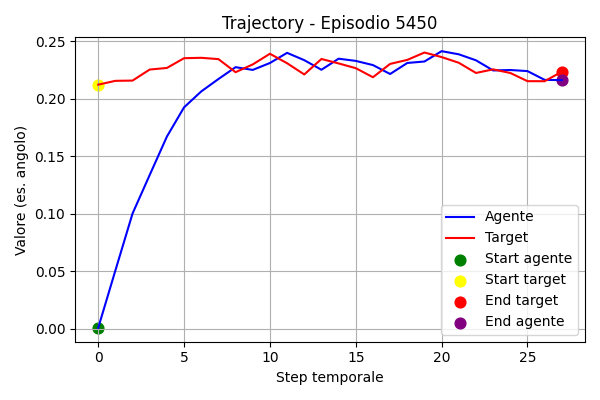 Trajectory - Episodio 5450
Valore (es. angolo)
0.25
0.20
0.15
0.10
0.05
0.00
0
5
10
15
20
25
Step temporale
Agente
Target
Start agente
Start target
End target
End agente